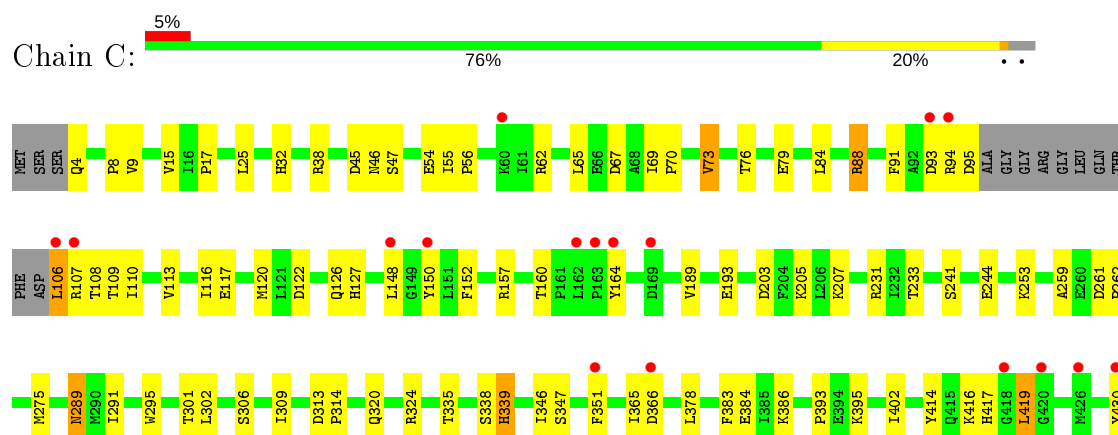 5%
Chain C:
76% 20% • •
MET SER SER Q4 P8 V9 V15 I16 P17 L25 H32 R38 D45 N46 S47 E54 I55 P56 K60 I61 R62 L65 E66 D67 A68 I69 P70 V73 T76 E79 L84 R88 F91 A92 D93 R94 D95 ALA GLY GLY ARG GLY LEU GLN THR
PHE ASP L106 R107 T108 T109 I110 V113 I116 E117 M120 L121 D122 Q126 H127 L148 G149 Y150 L151 F152 R157 T160 P161 L162 P163 Y164 D169 V189 E193 D203 F204 K205 L206 K207 R231 I232 T233 S241 E244 K253 A259 E260 D261
M275 N289 M290 I291 W295 T301 L302 S306 I309 D313 P314 Q320 R324 T335 S338 H339 I346 S347 F351 I365 D366 L378 F383 E384 I385 K386 P393 E394 K395 I402 Y414 Q415 K416 H417 G418 L419 G420 M426